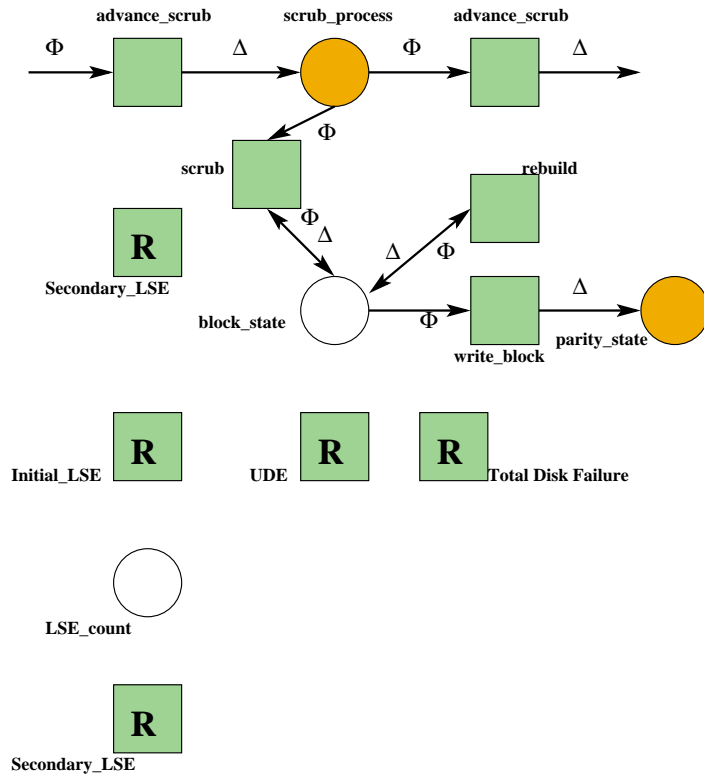 advance_scrub
scrub_process
advance_scrub
Φ
Δ
Φ
Δ
Φ
scrub
rebuild
Φ
Δ
Δ
Φ
R
Secondary_LSE
block_state
Φ
Δ
write_block
parity_state
R
Initial_LSE
R
UDE
R
Total Disk Failure
LSE_count
R
Secondary_LSE